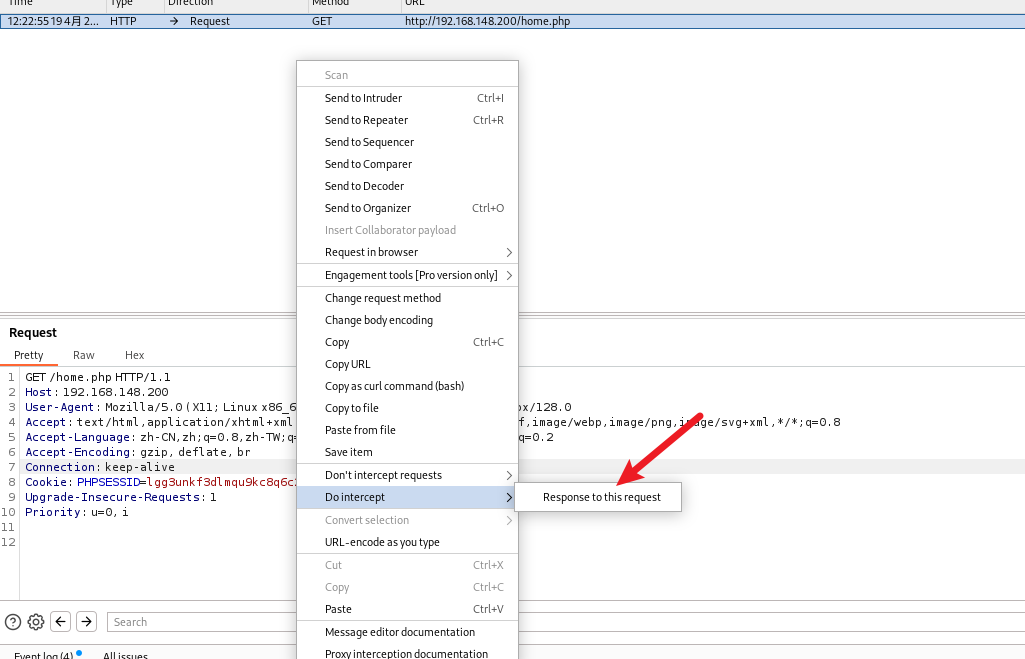 Time Type Direction Method URL
12:22:55 19 4月 2... HTTP → Request GET http://192.168.148.200/home.php
Scan
Send to Intruder Ctrl+I
Send to Repeater Ctrl+R
Send to Sequencer
Send to Comparer
Send to Decoder
Send to Organizer Ctrl+O
Insert Collaborator payload
Request in browser
Engagement tools [Pro version only]
Change request method
Change body encoding
Copy Ctrl+C
Copy URL
Copy as curl command (bash)
Copy to file
Paste from file
Save item
Don't intercept requests
Do intercept
Response to this request
Convert selection
URL-encode as you type
Cut Ctrl+X
Copy Ctrl+C
Paste Ctrl+V
Message editor documentation
Proxy interception documentation
Request
Pretty Raw Hex
1 GET /home.php HTTP/1.1
2 Host: 192.168.148.200
3 User-Agent: Mozilla/5.0 (X11; Linux x86_6 ox/128.0
4 Accept: text/html,application/xhtml+xml f,image/webp,image/png,image/svg+xml,*/*;q=0.8
5 Accept-Language: zh-CN,zh;q=0.8,zh-TW;q= q=0.2
6 Accept-Encoding: gzip, deflate, br
7 Connection: keep-alive
8 Cookie: PHPSESSID=lgg3unkf3dlmqu9kc8q6c
9 Upgrade-Insecure-Requests: 1
10 Priority: u=0, i
11
12
Search
Event log (4) All issues